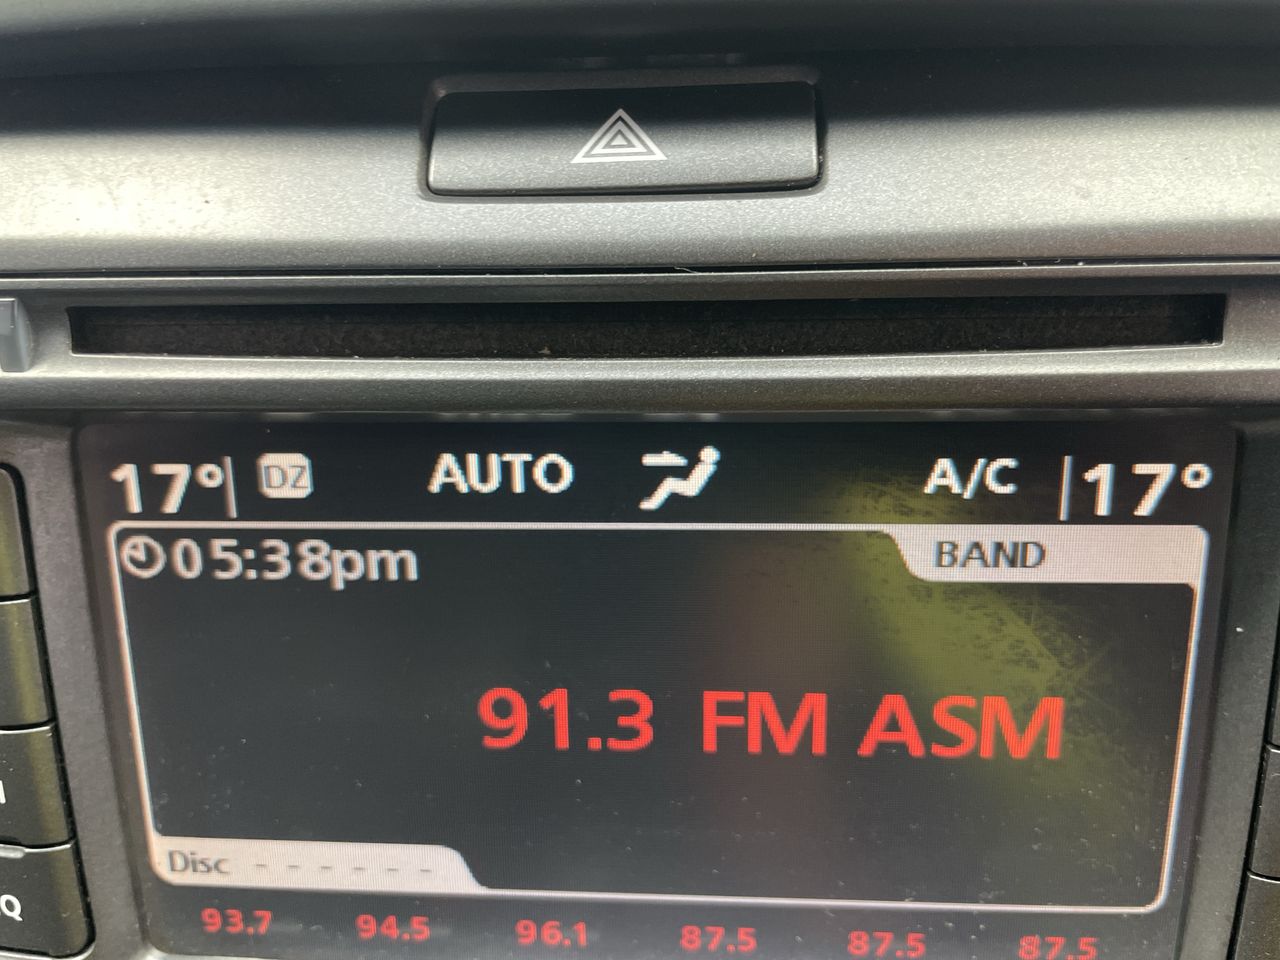 17° DZ AUTO A/C 17°
05:38pm BAND
91.3 FM ASM
Disc - - - - - -
93.7 94.5 96.1 87.5 87.5 87.5